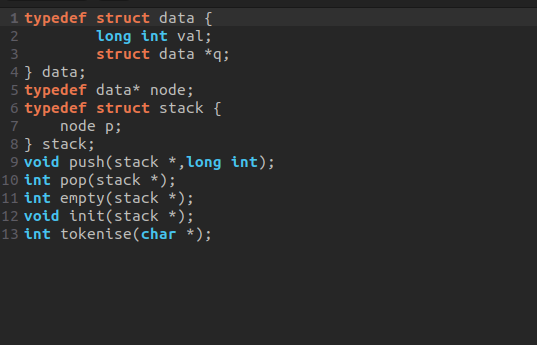 1 typedef struct data {
2         long int val;
3         struct data *q;
4 } data;
5 typedef data* node;
6 typedef struct stack {
7     node p;
8 } stack;
9 void push(stack *,long int);
10 int pop(stack *);
11 int empty(stack *);
12 void init(stack *);
13 int tokenise(char *);